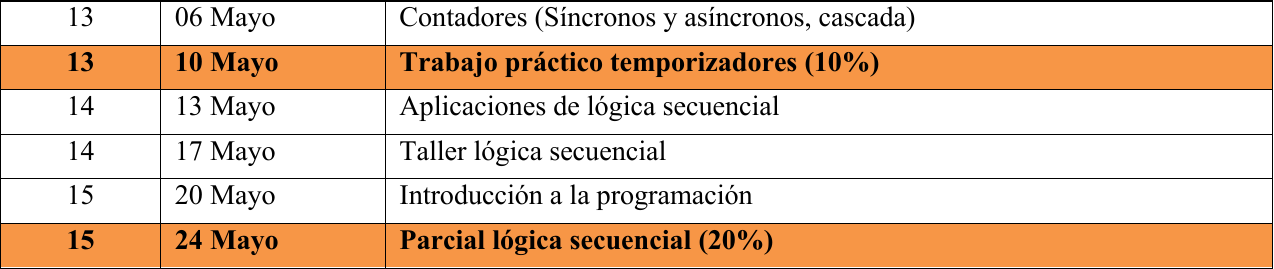 13 06 Mayo Contadores (Síncronos y asíncronos, cascada)
13 10 Mayo Trabajo práctico temporizadores (10%)
14 13 Mayo Aplicaciones de lógica secuencial
14 17 Mayo Taller lógica secuencial
15 20 Mayo Introducción a la programación
15 24 Mayo Parcial lógica secuencial (20%)